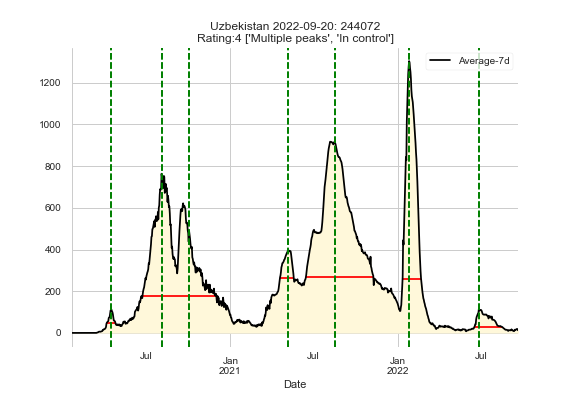 Uzbekistan 2022-09-20: 244072
Rating:4 ['Multiple peaks', 'In control']
Average-7d
1200
1000
800
600
400
200
0
Jul
Jan
2021
Jul
Jan
2022
Jul
Date